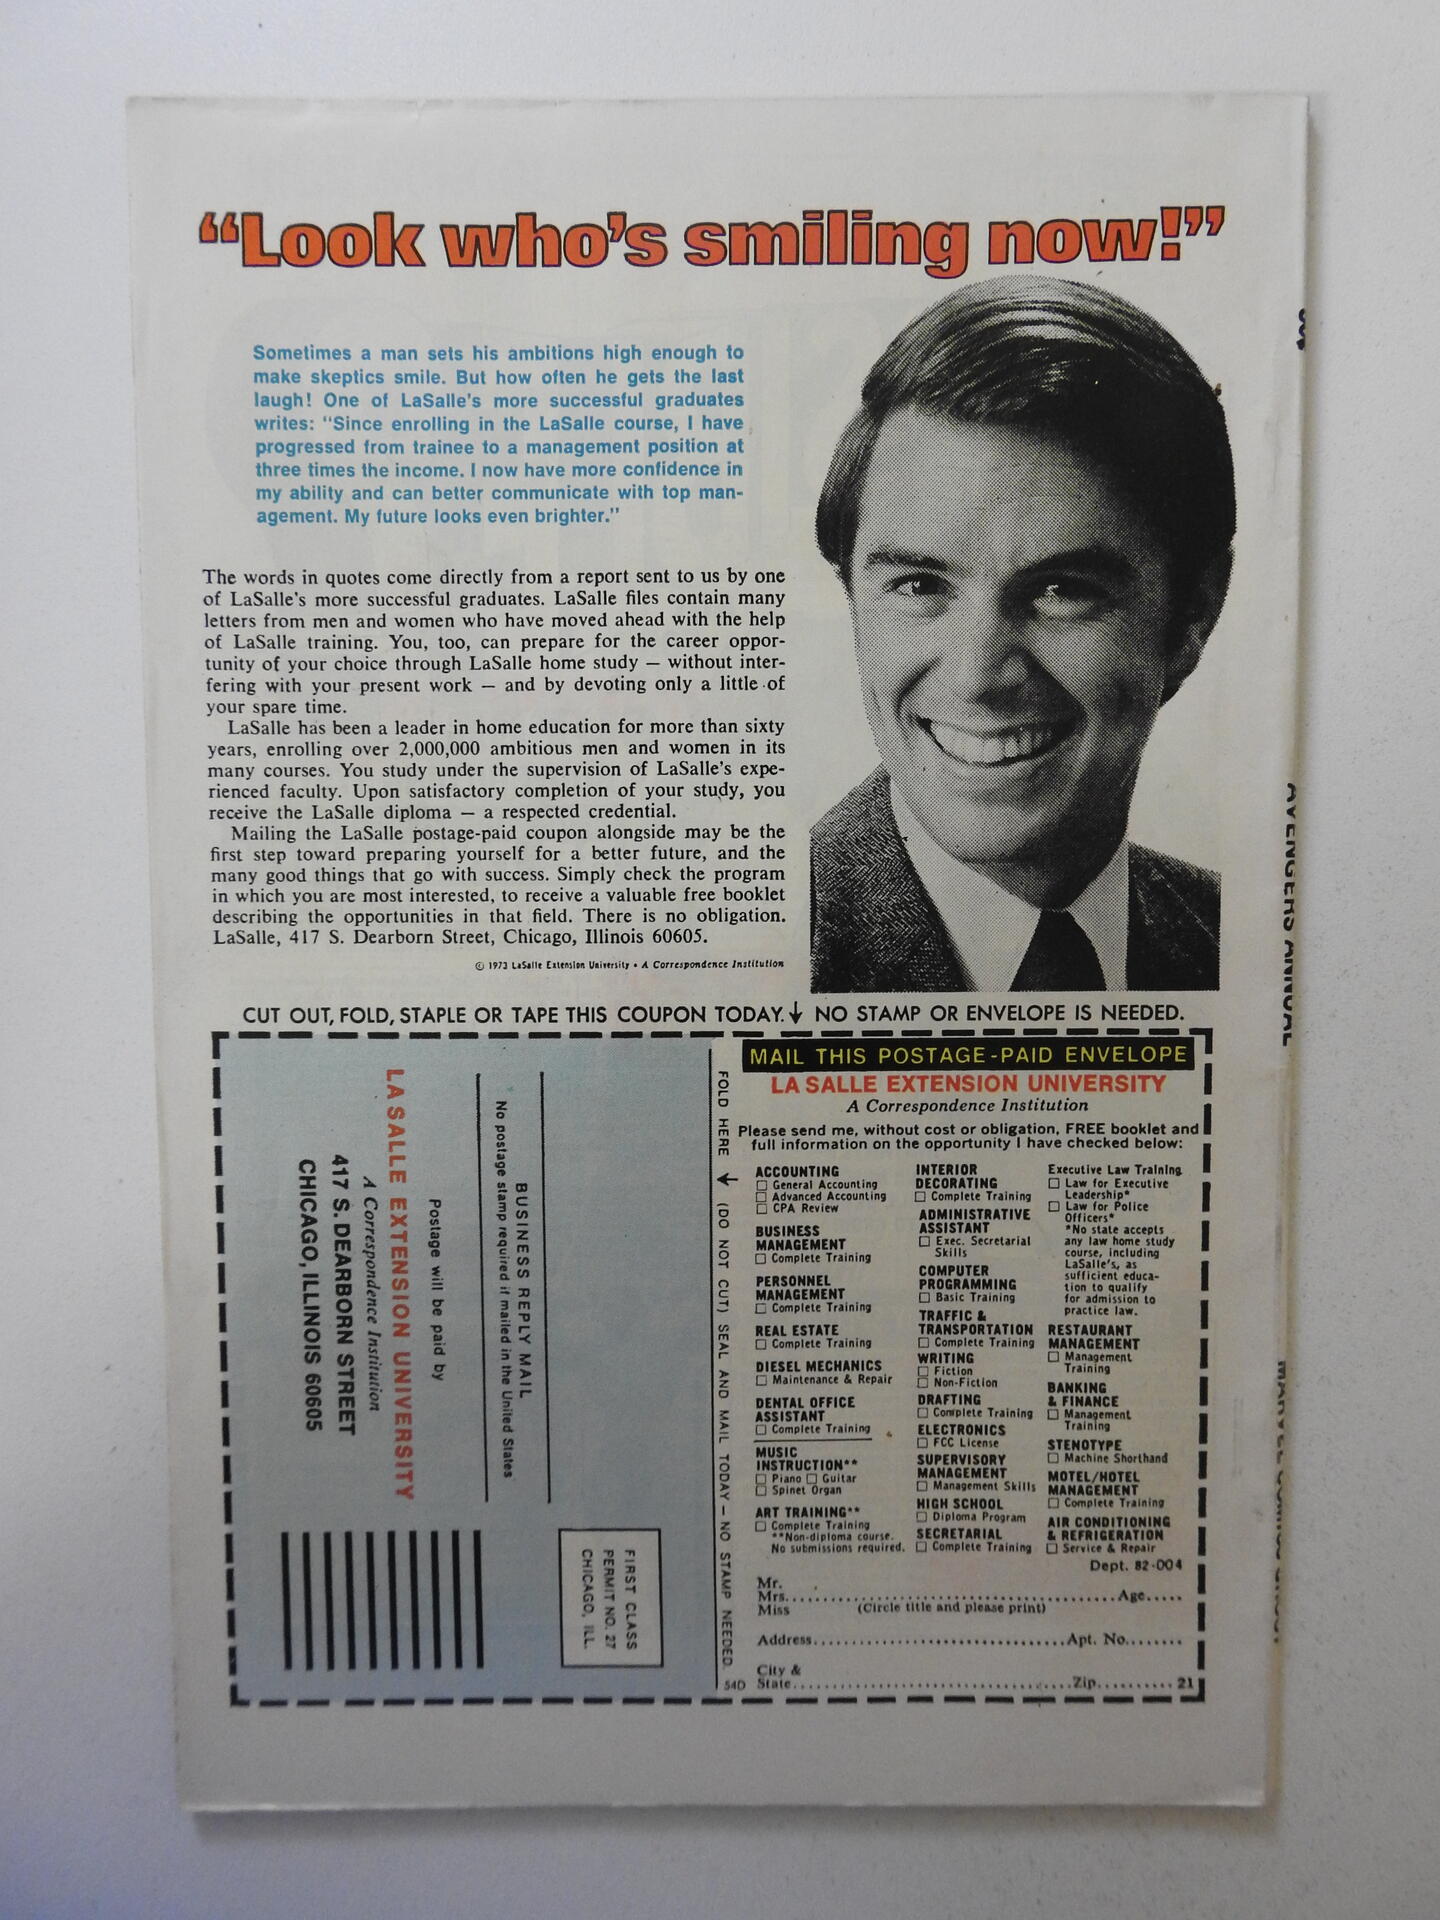 “Look who’s smiling now!”
Sometimes a man sets his ambitions high enough to
make skeptics smile. But how often he gets the last
laugh! One of LaSalle’s more successful graduates
writes: “Since enrolling in the LaSalle course, I have
progressed from trainee to a management position at
three times the income. I now have more confidence in
my ability and can better communicate with top man-
agement. My future looks even brighter.”
The words in quotes come directly from a report sent to us by one
of LaSalle’s more successful graduates. LaSalle files contain many
letters from men and women who have moved ahead with the help
of LaSalle training. You, too, can prepare for the career oppor-
tunity of your choice through LaSalle home study — without inter-
fering with your present work — and by devoting only a little of
your spare time.
LaSalle has been a leader in home education for more than sixty
years, enrolling over 2,000,000 ambitious men and women in its
many courses. You study under the supervision of LaSalle’s expe-
rienced faculty. Upon satisfactory completion of your study, you
receive the LaSalle diploma — a respected credential.
Mailing the LaSalle postage-paid coupon alongside may be the
first step toward preparing yourself for a better future, and the
many good things that go with success. Simply check the program
in which you are most interested, to receive a valuable free booklet
describing the opportunities in that field. There is no obligation.
LaSalle, 417 S. Dearborn Street, Chicago, Illinois 60605.
© 1973 LaSalle Extension University • A Correspondence Institution
CUT OUT, FOLD, STAPLE OR TAPE THIS COUPON TODAY. ↓ NO STAMP OR ENVELOPE IS NEEDED.
FIRST CLASS
PERMIT NO. 27
CHICAGO, ILL.
BUSINESS REPLY MAIL
No postage stamp required if mailed in the United States
Postage will be paid by
LA SALLE EXTENSION UNIVERSITY
A Correspondence Institution
417 S. DEARBORN STREET
CHICAGO, ILLINOIS 60605
FOLD HERE ↓ (DO NOT CUT) SEAL AND MAIL TODAY — NO STAMP NEEDED.
54D
MAIL THIS POSTAGE-PAID ENVELOPE
LA SALLE EXTENSION UNIVERSITY
A Correspondence Institution
Please send me, without cost or obligation, FREE booklet and
full information on the opportunity I have checked below:
ACCOUNTING
☐ General Accounting
☐ Advanced Accounting
☐ CPA Review
BUSINESS
MANAGEMENT
☐ Complete Training
PERSONNEL
MANAGEMENT
☐ Complete Training
REAL ESTATE
☐ Complete Training
DIESEL MECHANICS
☐ Maintenance & Repair
DENTAL OFFICE
ASSISTANT
☐ Complete Training
MUSIC
INSTRUCTION**
☐ Piano ☐ Guitar
☐ Spinet Organ
ART TRAINING**
☐ Complete Training
**Non-diploma course.
No submissions required.
INTERIOR
DECORATING
☐ Complete Training
ADMINISTRATIVE
ASSISTANT
☐ Exec. Secretarial
Skills
COMPUTER
PROGRAMMING
☐ Basic Training
TRAFFIC &
TRANSPORTATION
☐ Complete Training
WRITING
☐ Fiction
☐ Non-Fiction
DRAFTING
☐ Complete Training
ELECTRONICS
☐ FCC License
SUPERVISORY
MANAGEMENT
☐ Management Skills
HIGH SCHOOL
☐ Diploma Program
SECRETARIAL
☐ Complete Training
Executive Law Training
☐ Law for Executive
Leadership*
☐ Law for Police
Officers*
*No state accepts
any law home study
course, including
LaSalle’s, as
sufficient educa-
tion to qualify
for admission to
practice law.
RESTAURANT
MANAGEMENT
☐ Management
Training
BANKING
& FINANCE
☐ Management
Training
STENOTYPE
☐ Machine Shorthand
MOTEL/HOTEL
MANAGEMENT
☐ Complete Training
AIR CONDITIONING
& REFRIGERATION
☐ Service & Repair
Dept. 82-004
Mr.
Mrs. Age
Miss (Circle title and please print)
Address Apt. No.
City &
State Zip 21
AVENGERS ANNUAL